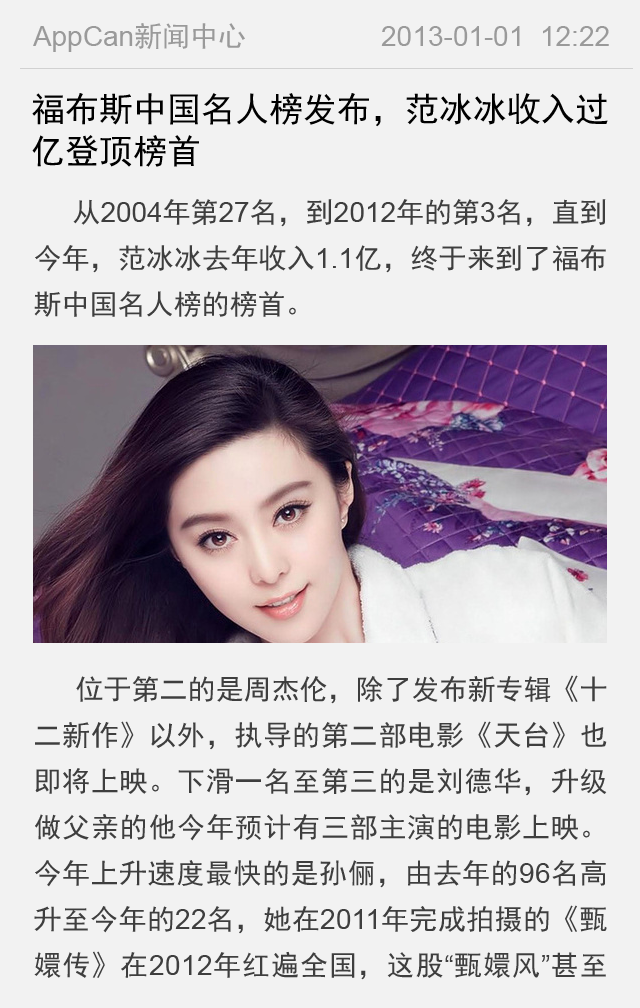 AppCan新闻中心 2013-01-01 12:22
福布斯中国名人榜发布，范冰冰收入过
亿登顶榜首
从2004年第27名，到2012年的第3名，直到
今年，范冰冰去年收入1.1亿，终于来到了福布
斯中国名人榜的榜首。
位于第二的是周杰伦，除了发布新专辑《十
二新作》以外，执导的第二部电影《天台》也
即将上映。下滑一名至第三的是刘德华，升级
做父亲的他今年预计有三部主演的电影上映。
今年上升速度最快的是孙俪，由去年的96名高
升至今年的22名，她在2011年完成拍摄的《甄
嬛传》在2012年红遍全国，这股“甄嬛风”甚至